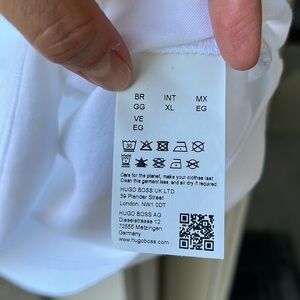 BR INT MX
GG XL EG
VE
EG
Care for the planet, make your clothes last.
Clean this garment less, and air dry if required.
HUGO BOSS UK LTD
39 Plender Street
London, NW1 0DT
HUGO BOSS AG
Dieselstrasse 12
72555 Metzingen
Germany
www.hugoboss.com